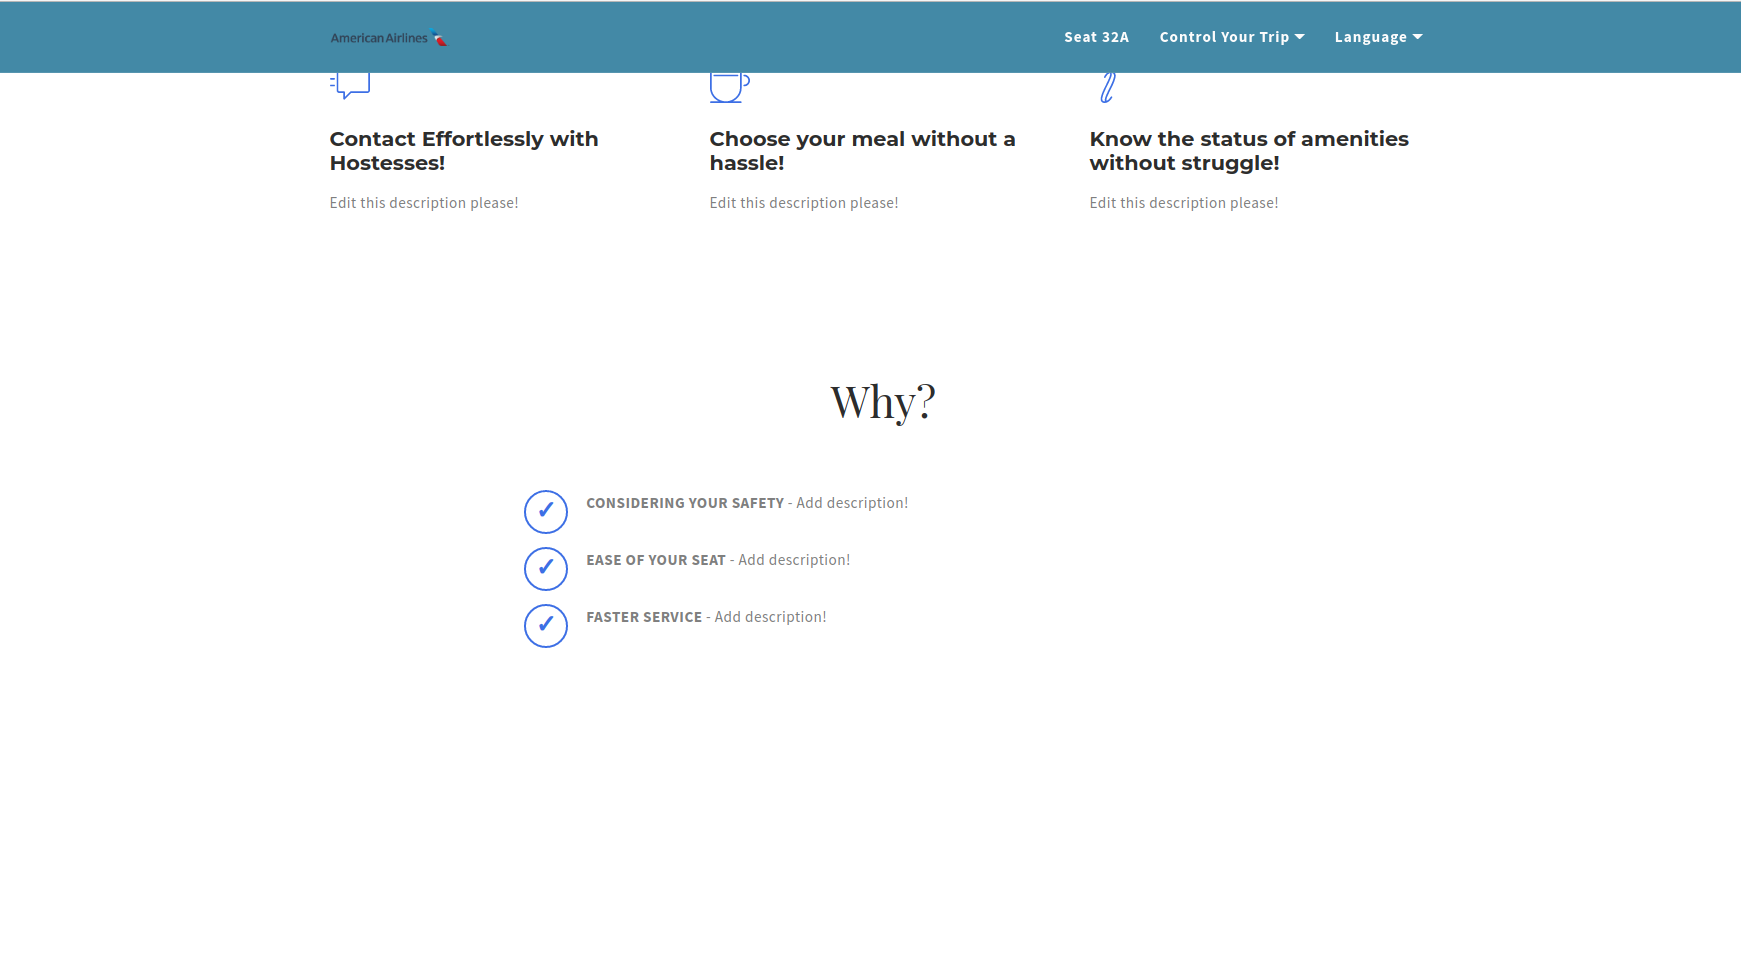 American Airlines
Seat 32A
Control Your Trip
Language
Contact Effortlessly with
Hostesses!
Edit this description please!
Choose your meal without a
hassle!
Edit this description please!
Know the status of amenities
without struggle!
Edit this description please!
Why?
✓ CONSIDERING YOUR SAFETY - Add description!
✓ EASE OF YOUR SEAT - Add description!
✓ FASTER SERVICE - Add description!